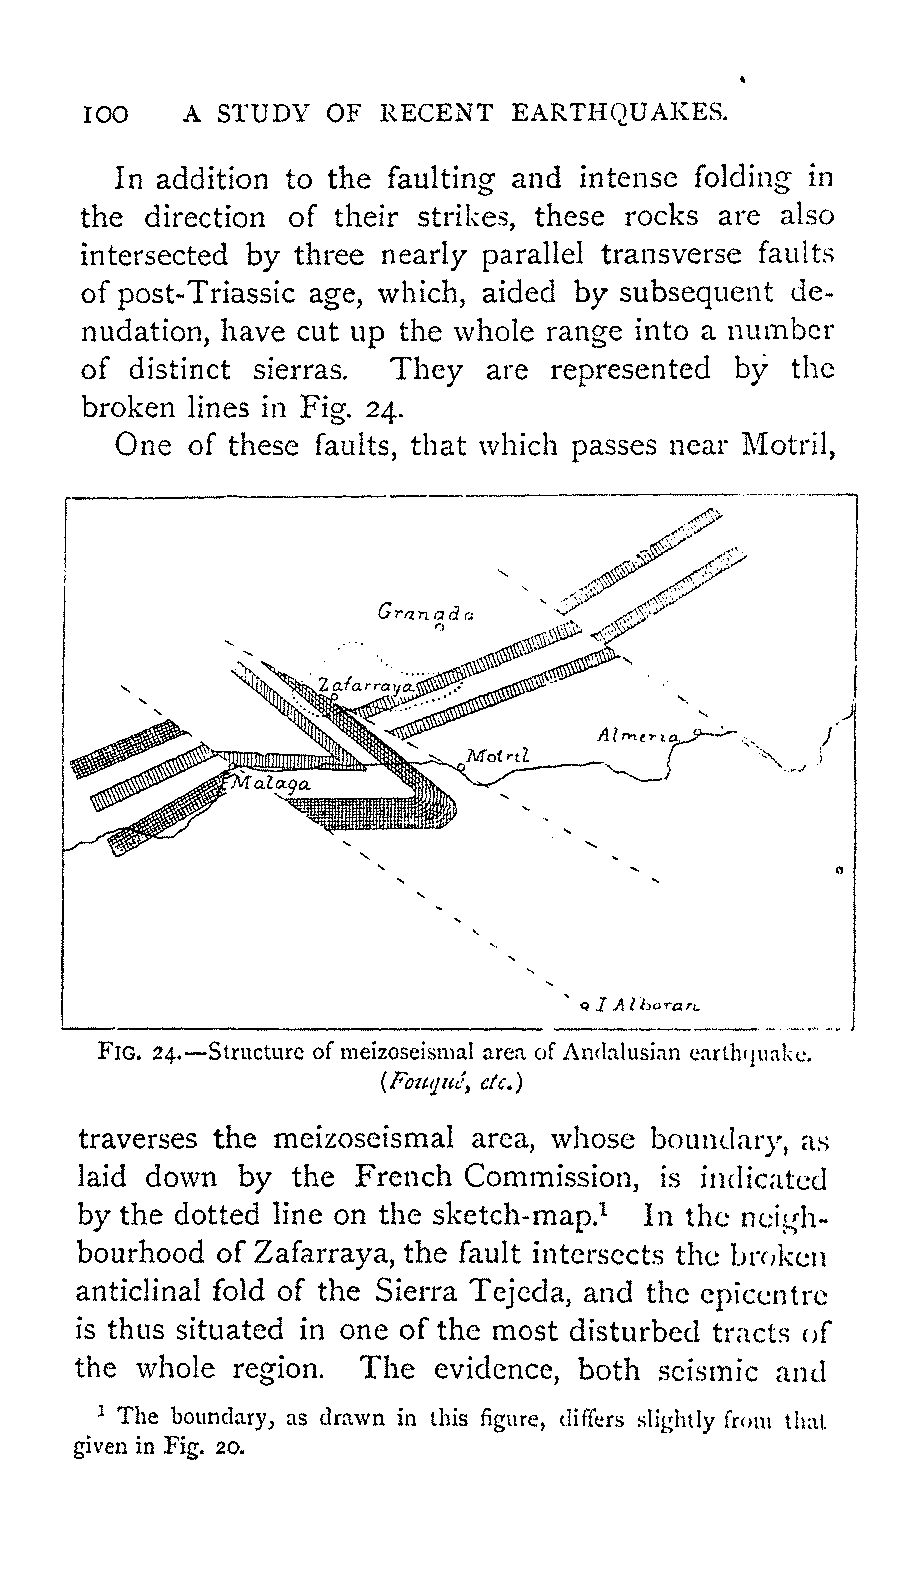 100 A STUDY OF RECENT EARTHQUAKES.
In addition to the faulting and intense folding in
the direction of their strikes, these rocks are also
intersected by three nearly parallel transverse faults
of post-Triassic age, which, aided by subsequent de-
nudation, have cut up the whole range into a number
of distinct sierras. They are represented by the
broken lines in Fig. 24.
One of these faults, that which passes near Motril,
Granada
Zafarraya
Almeria
Motril
Malaga
I Alboran
FIG. 24.—Structure of meizoseismal area of Andalusian earthquake.
(Fouqué, etc.)
traverses the meizoseismal area, whose boundary, as
laid down by the French Commission, is indicated
by the dotted line on the sketch-map.¹ In the neigh-
bourhood of Zafarraya, the fault intersects the broken
anticlinal fold of the Sierra Tejeda, and the epicentre
is thus situated in one of the most disturbed tracts of
the whole region. The evidence, both seismic and
¹ The boundary, as drawn in this figure, differs slightly from that
given in Fig. 20.